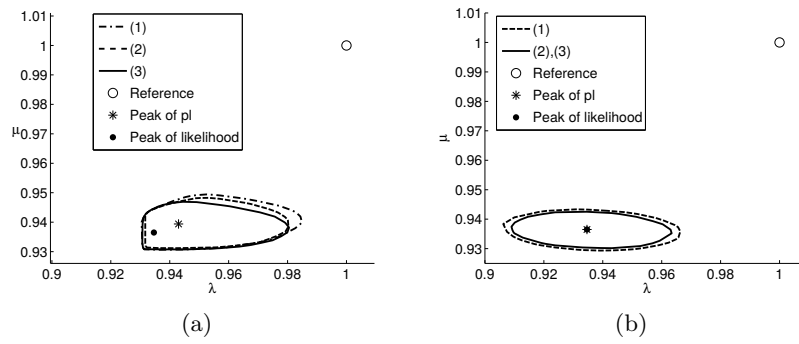 1.01
1
0.99
0.98
0.97
μ
0.96
0.95
0.94
0.93
0.9 0.92 0.94 0.96 0.98 1
λ
(1)
(2)
(3)
Reference
Peak of pl
Peak of likelihood
(a)
1.01
1
0.99
0.98
0.97
μ
0.96
0.95
0.94
0.93
0.9 0.92 0.94 0.96 0.98 1
λ
(1)
(2),(3)
Reference
Peak of pl
Peak of likelihood
(b)